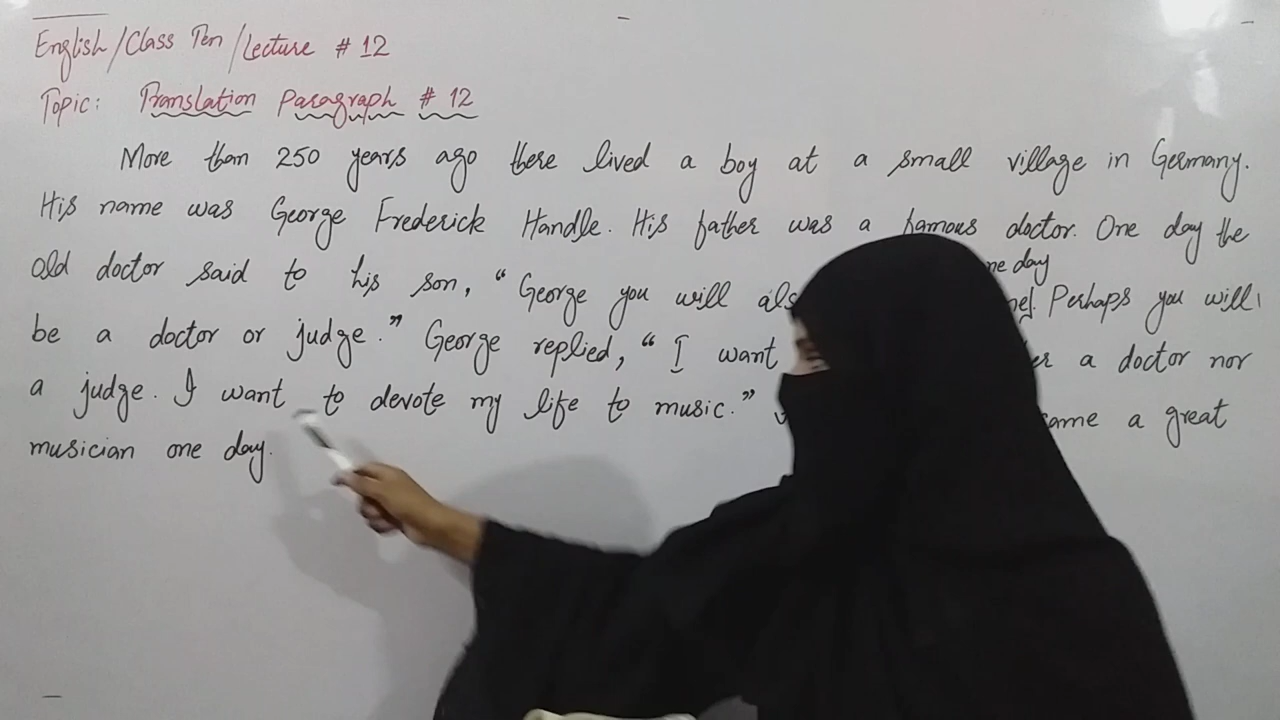 English/Class Ten/Lecture # 12
Topic: Translation Paragraph # 12
More than 250 years ago there lived a boy at a small village in Germany.
His name was George Frederick Handle. His father was a famous doctor. One day the
old doctor said to his son, "George you will day
Perhaps you will
be a doctor or judge." George replied, "I want a doctor nor
a judge. I want to devote my life to music." a great
musician one day.